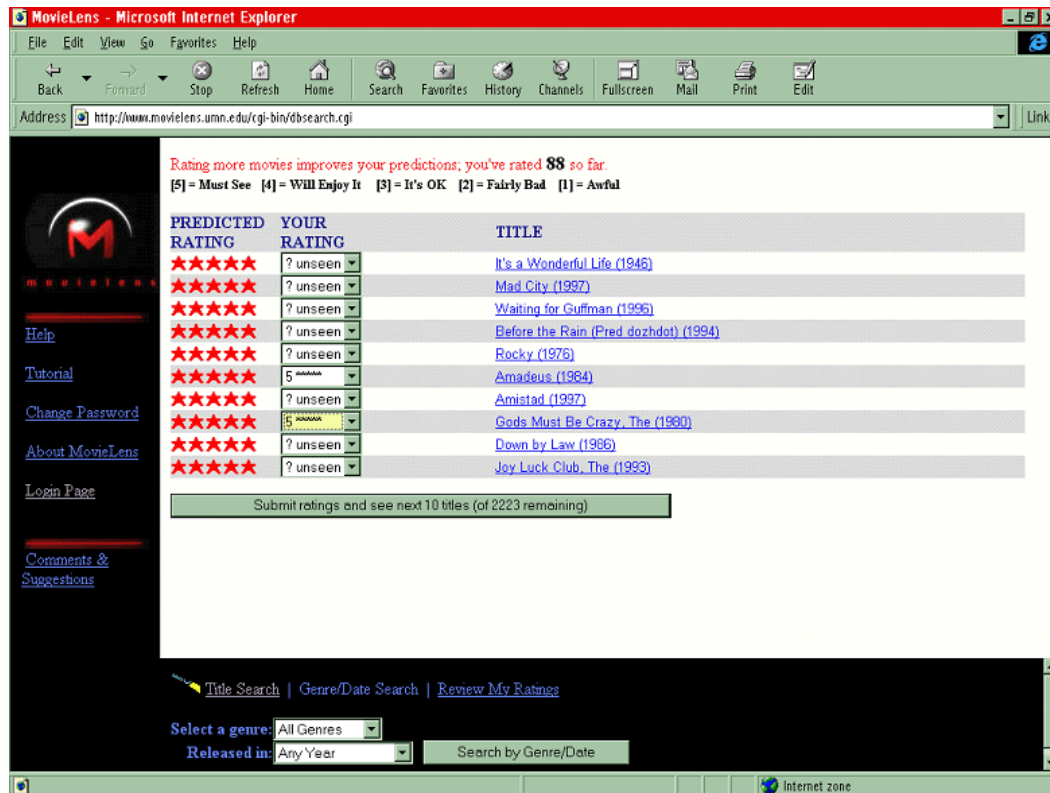 MovieLens - Microsoft Internet Explorer
File Edit View Go Favorites Help
Back Forward Stop Refresh Home Search Favorites History Channels Fullscreen Mail Print Edit
Address http://www.movielens.umn.edu/cgi-bin/dbsearch.cgi Link
Rating more movies improves your predictions; you've rated 88 so far.
[5] = Must See [4] = Will Enjoy It [3] = It's OK [2] = Fairly Bad [1] = Awful
PREDICTED RATING YOUR RATING TITLE
? unseen It's a Wonderful Life (1946)
? unseen Mad City (1997)
? unseen Waiting for Guffman (1996)
? unseen Before the Rain (Pred dozhdot) (1994)
? unseen Rocky (1976)
5 ***** Amadeus (1984)
? unseen Amistad (1997)
5 ***** Gods Must Be Crazy, The (1980)
? unseen Down by Law (1986)
? unseen Joy Luck Club, The (1993)
Submit ratings and see next 10 titles (of 2223 remaining)
M
movielens
Help
Tutorial
Change Password
About MovieLens
Login Page
Comments &
Suggestions
Title Search | Genre/Date Search | Review My Ratings
Select a genre: All Genres
Released in: Any Year Search by Genre/Date
Internet zone